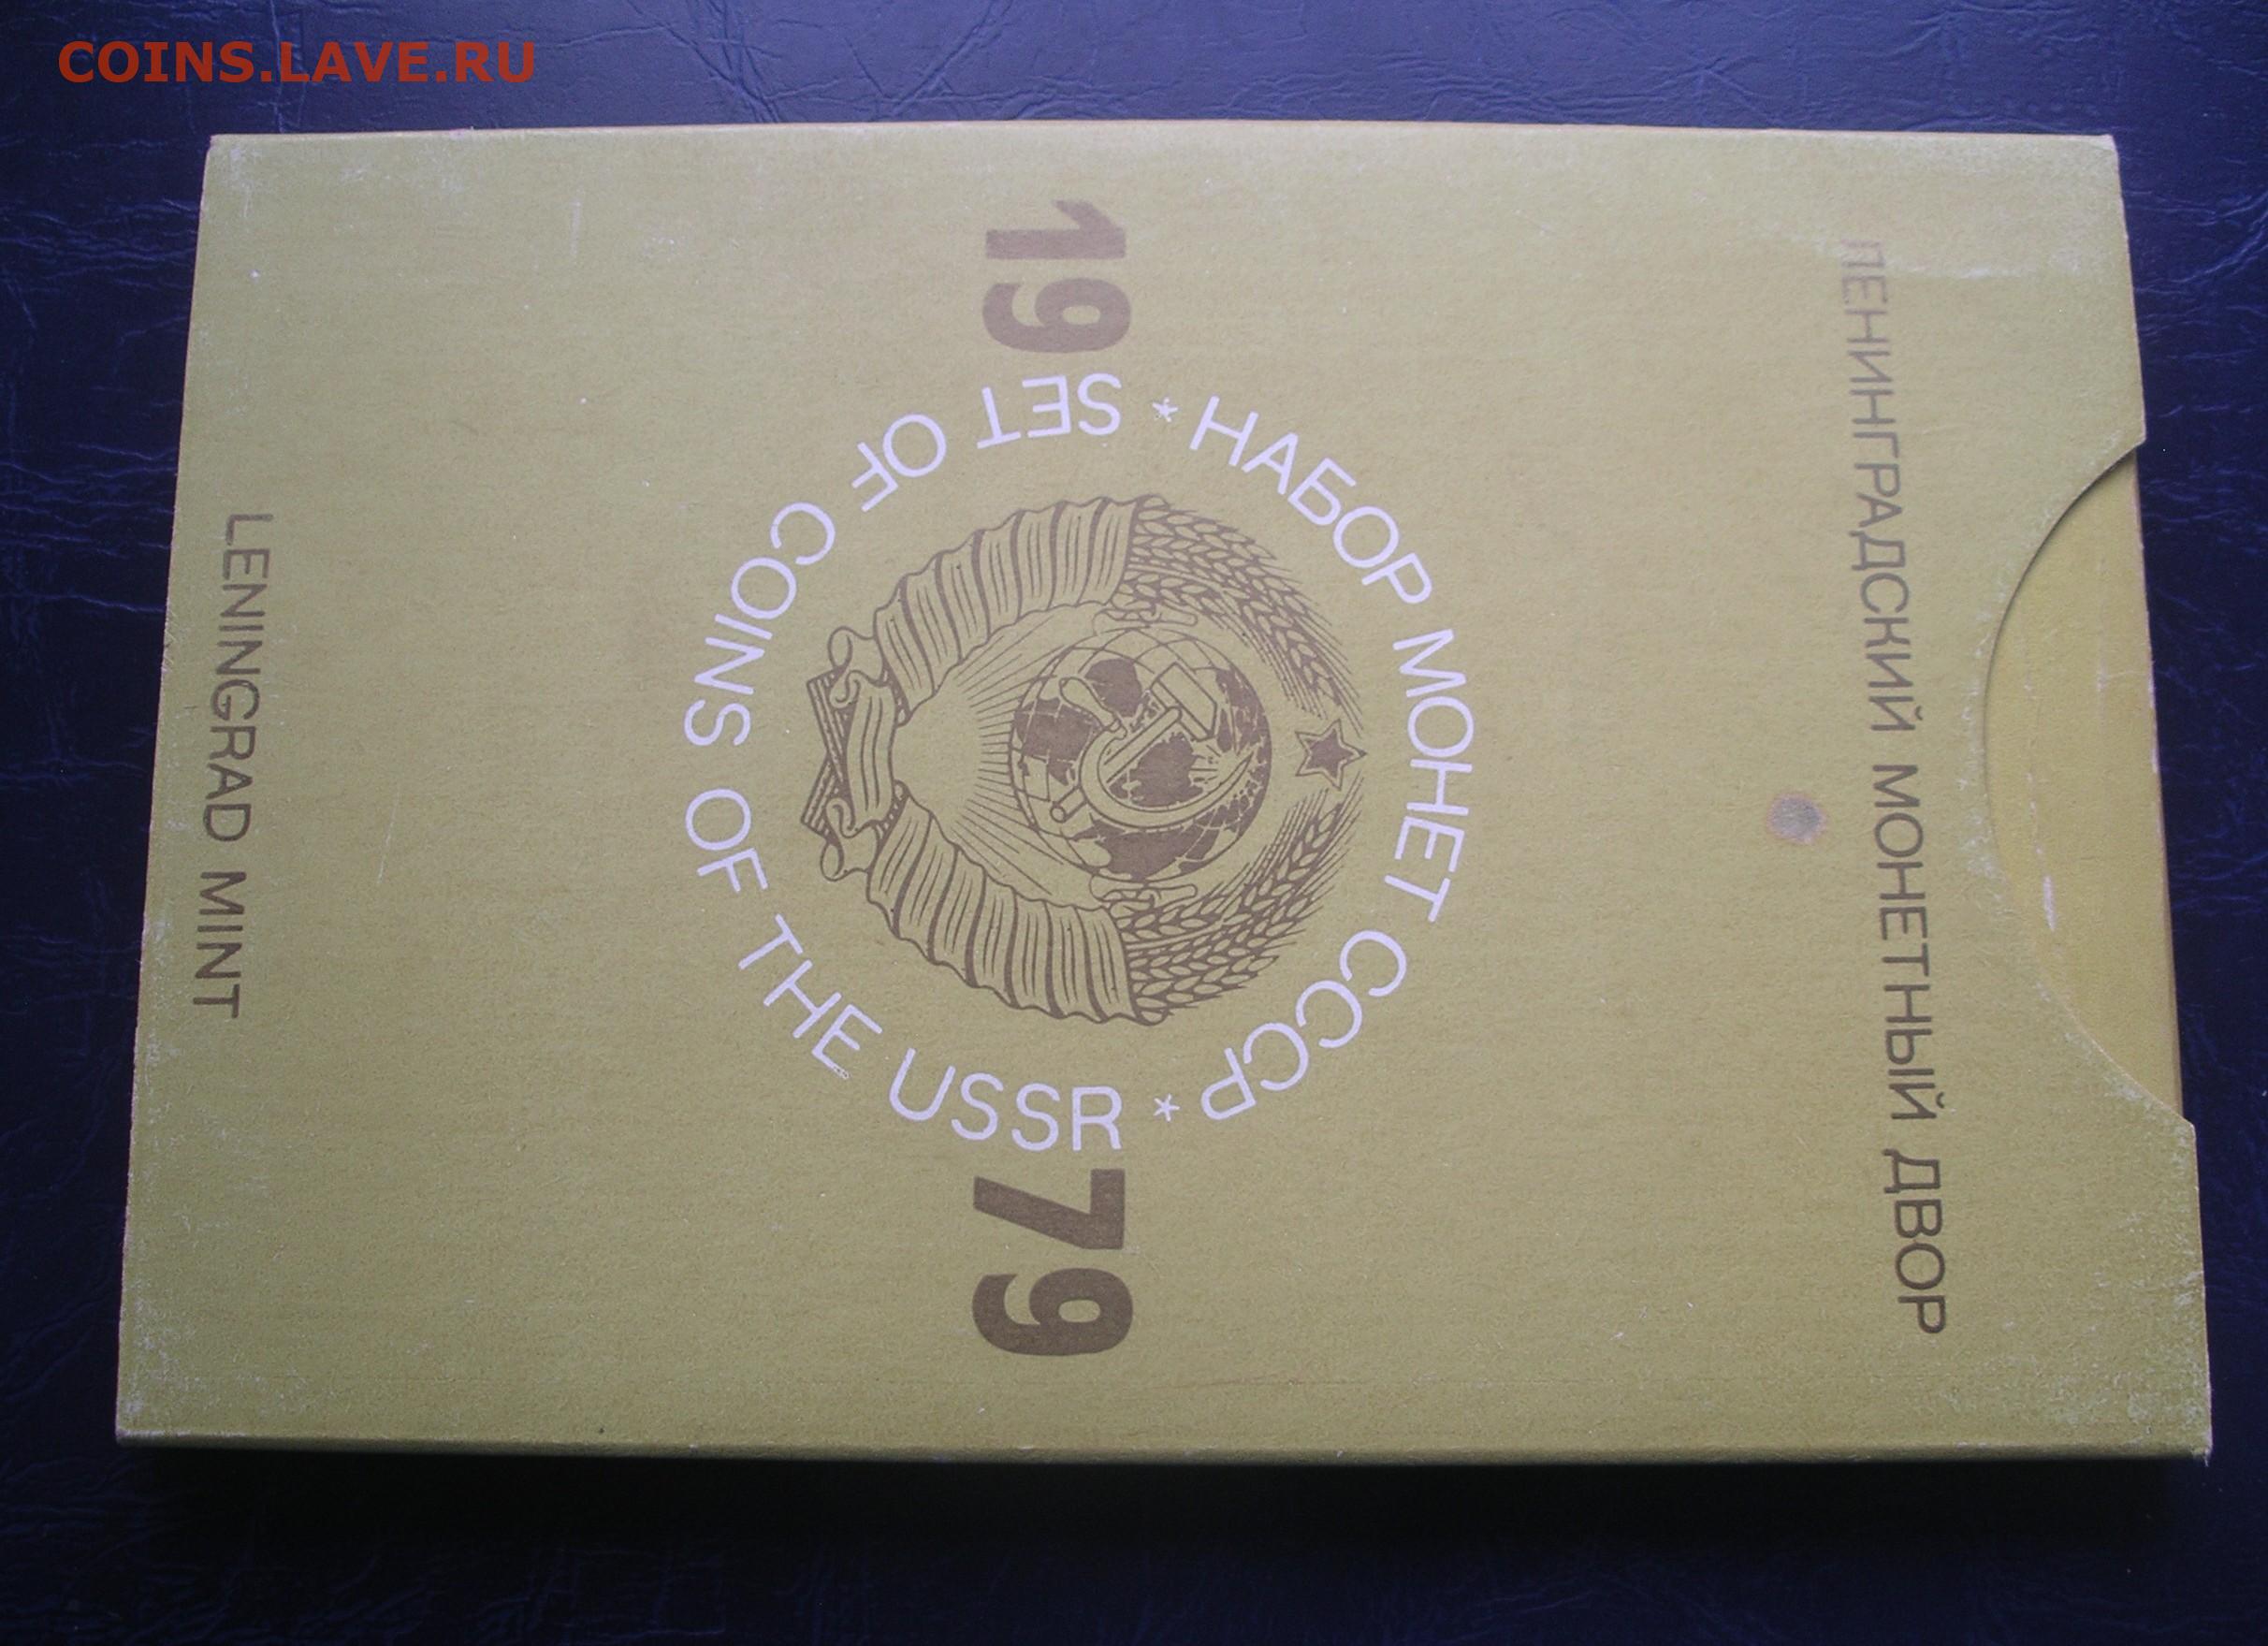 COINS.LAVE.RU
ЛЕНИНГРАДСКИЙ МОНЕТНЫЙ ДВОР
* НАБОР МОНЕТ СССР *
19
79
SET OF COINS OF THE USSR
LENINGRAD MINT